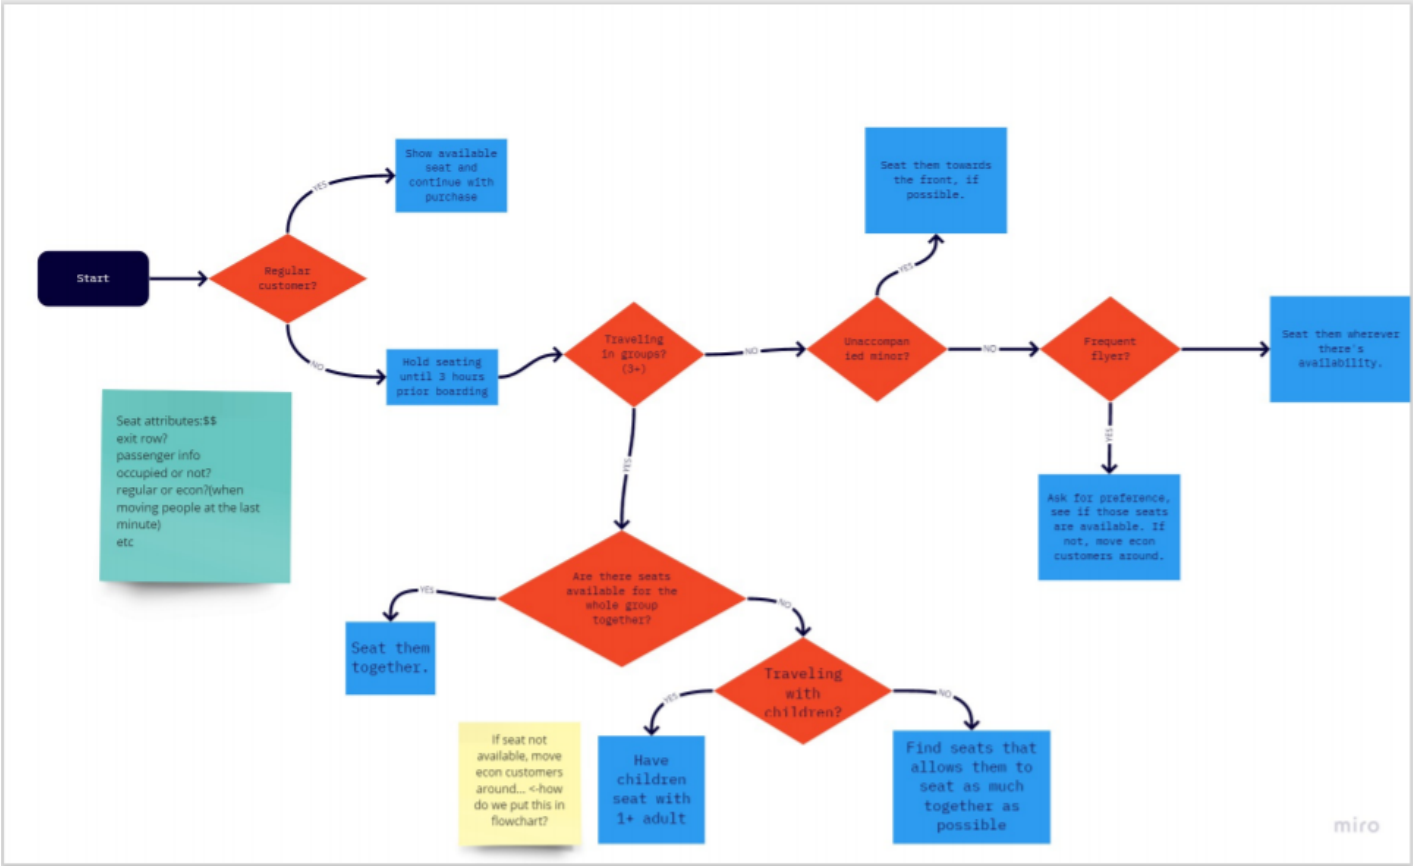 Show available
seat and
continue with
purchase
Seat them towards
the front, if
possible.
YES
YES
Start
Regular
customer?
NO
Hold seating
until 3 hours
prior boarding
Traveling
in groups?
(3+)
NO
Unaccompan
ied minor?
NO
Frequent
flyer?
Seat them wherever
there's
availability.
Seat attributes:$$
exit row?
passenger info
occupied or not?
regular or econ?(when
moving people at the last
minute)
etc
YES
YES
Ask for preference,
see if those seats
are available. If
not, move econ
customers around.
Are there seats
available for the
whole group
together?
YES
NO
Seat them
together.
Traveling
with
children?
YES
NO
If seat not
available, move
econ customers
around... <-how
do we put this in
flowchart?
Have
children
seat with
1+ adult
Find seats that
allows them to
seat as much
together as
possible
miro